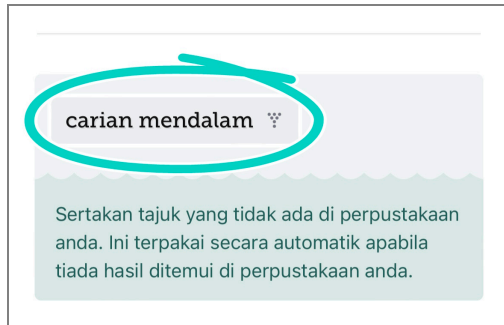 carian mendalam
Sertakan tajuk yang tidak ada di perpustakaan
anda. Ini terpakai secara automatik apabila
tiada hasil ditemui di perpustakaan anda.